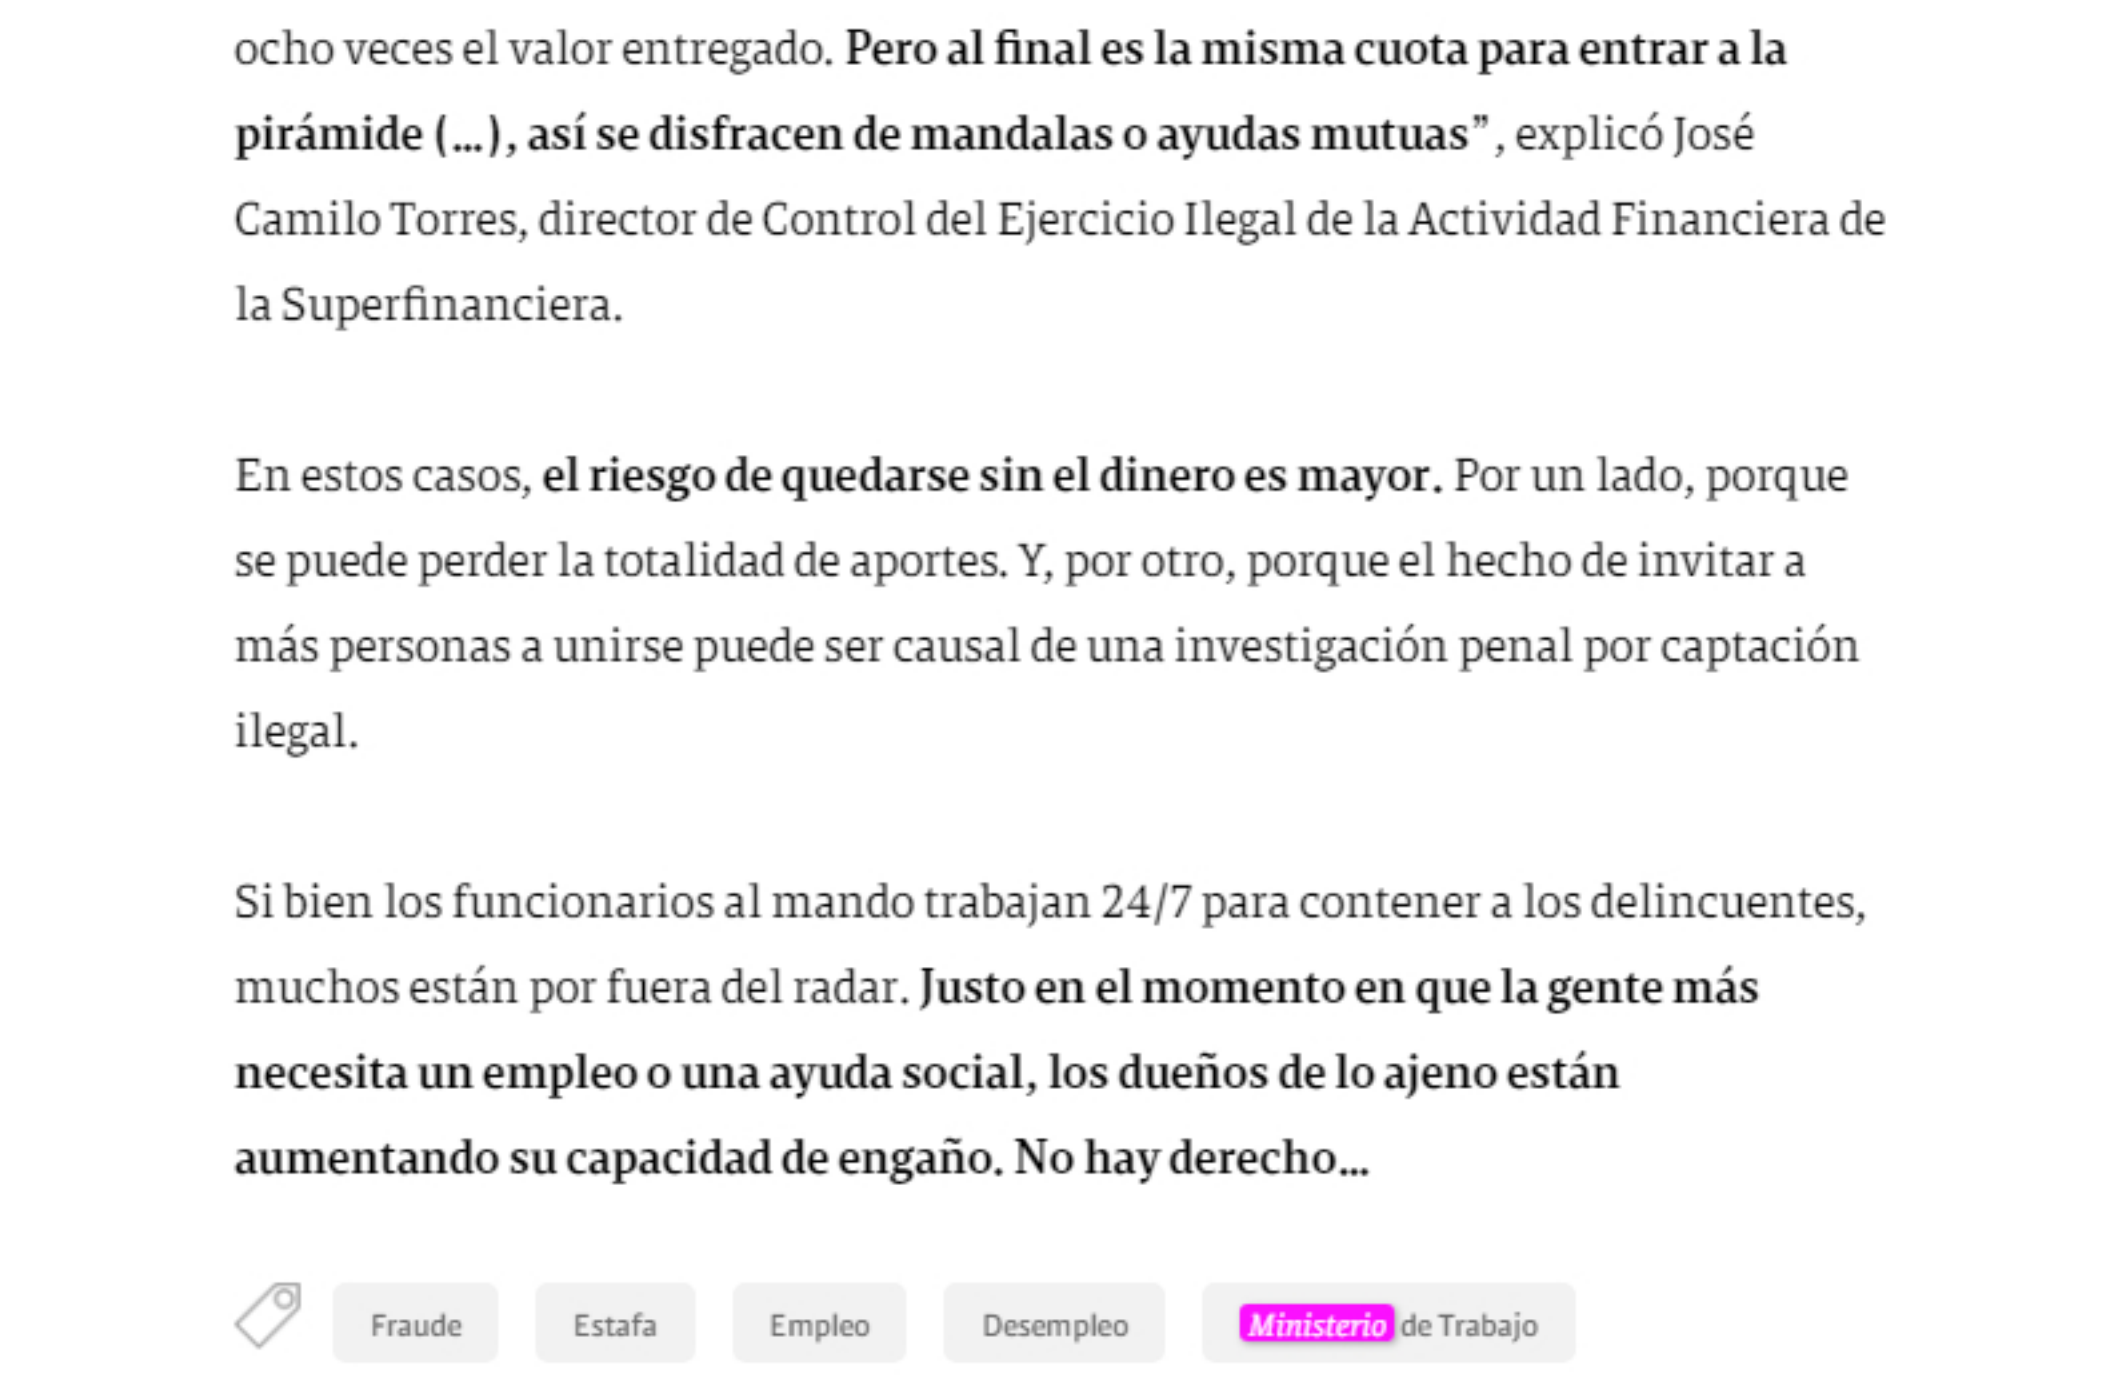 ocho veces el valor entregado. Pero al final es la misma cuota para entrar a la
pirámide (...), así se disfracen de mandalas o ayudas mutuas”, explicó José
Camilo Torres, director de Control del Ejercicio Ilegal de la Actividad Financiera de
la Superfinanciera.
En estos casos, el riesgo de quedarse sin el dinero es mayor. Por un lado, porque
se puede perder la totalidad de aportes. Y, por otro, porque el hecho de invitar a
más personas a unirse puede ser causal de una investigación penal por captación
ilegal.
Si bien los funcionarios al mando trabajan 24/7 para contener a los delincuentes,
muchos están por fuera del radar. Justo en el momento en que la gente más
necesita un empleo o una ayuda social, los dueños de lo ajeno están
aumentando su capacidad de engaño. No hay derecho...
Fraude Estafa Empleo Desempleo Ministerio de Trabajo